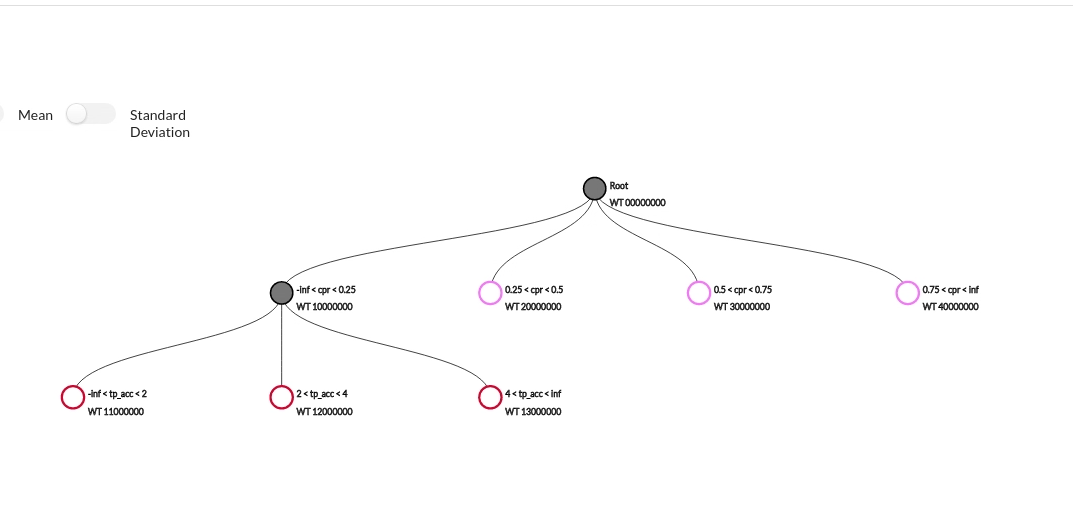 Mean
Standard
Deviation
Root
WT 00000000
-inf < cpr < 0.25
WT 10000000
0.25 < cpr < 0.5
WT 20000000
0.5 < cpr < 0.75
WT 30000000
0.75 < cpr < inf
WT 40000000
-inf < tp_acc < 2
WT 11000000
2 < tp_acc < 4
WT 12000000
4 < tp_acc < inf
WT 13000000